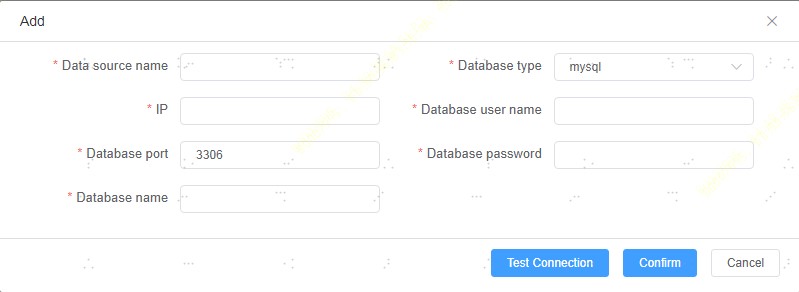 Add
* Data source name
* Database type mysql
* IP
* Database user name
* Database port 3306
* Database password
* Database name
Test Connection Confirm Cancel